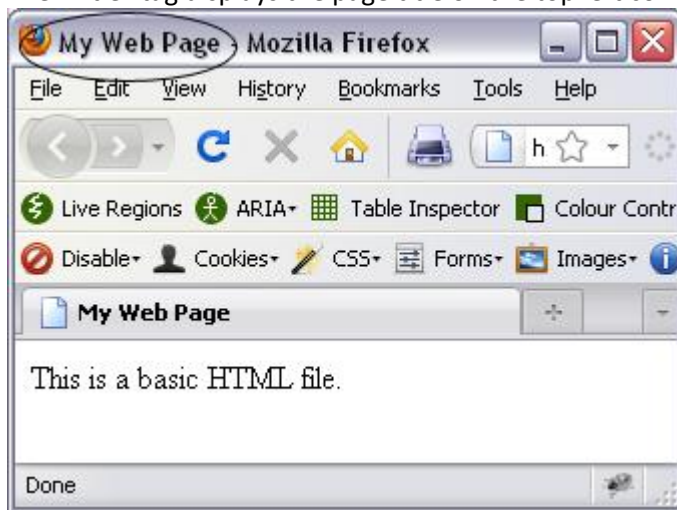 My Web Page - Mozilla Firefox
File Edit View History Bookmarks Tools Help
h
Live Regions ARIA Table Inspector Colour Contr
Disable Cookies CSS Forms Images
My Web Page
This is a basic HTML file.
Done